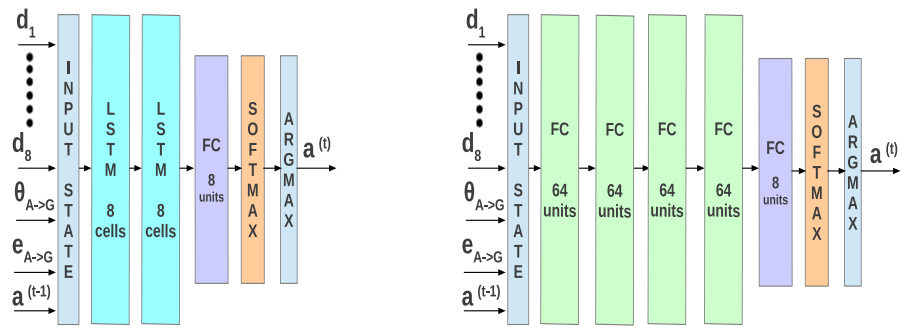 d1
d8
θA->G
eA->G
a (t-1)
INPUT STATE
LSTM 8 cells
LSTM 8 cells
FC 8 units
SOFTMAX
ARGMAX
a (t)
d1
d8
θA->G
eA->G
a (t-1)
INPUT STATE
FC 64 units
FC 64 units
FC 64 units
FC 64 units
FC 8 units
SOFTMAX
ARGMAX
a (t)